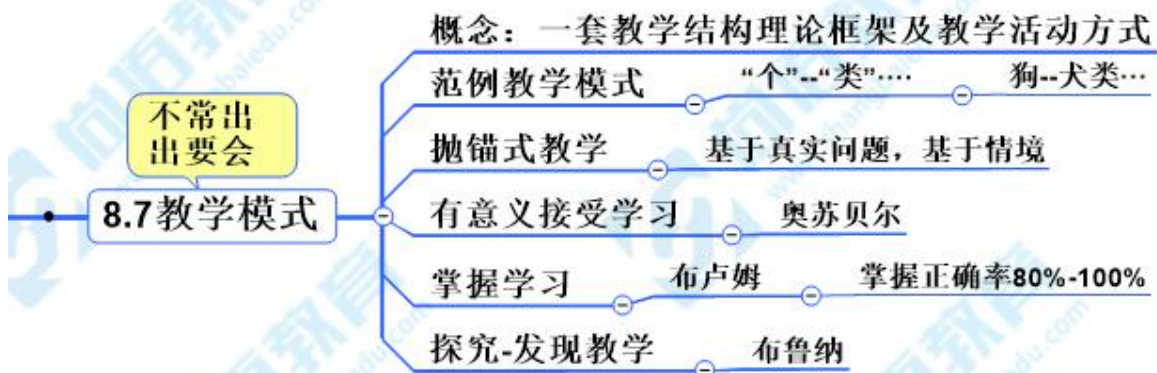 概念：一套教学结构理论框架及教学活动方式
范例教学模式 “个”--“类”···· 狗--犬类···
不常出
出要会
抛锚式教学 基于真实问题，基于情境
8.7教学模式
有意义接受学习 奥苏贝尔
掌握学习 布卢姆 掌握正确率80%-100%
探究-发现教学 布鲁纳